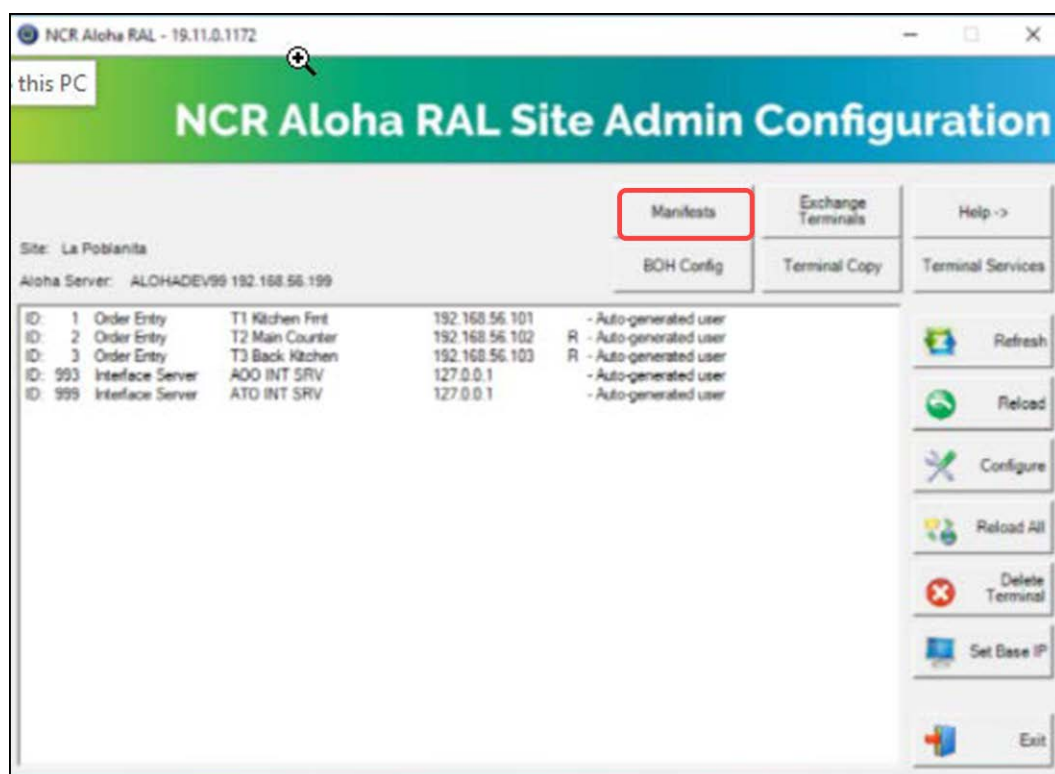 NCR Aloha RAL - 19.11.0.1172
this PC
NCR Aloha RAL Site Admin Configuration
Manifests
Exchange Terminals
Help ->
Site: La Poblanita
BOH Config
Terminal Copy
Terminal Services
Aloha Server: ALOHADEV99 192.168.56.199
ID: 1 Order Entry T1 Kitchen Frnt 192.168.56.101 - Auto-generated user
ID: 2 Order Entry T2 Main Counter 192.168.56.102 R - Auto-generated user
ID: 3 Order Entry T3 Back Kitchen 192.168.56.103 R - Auto-generated user
ID: 993 Interface Server AOO INT SRV 127.0.0.1 - Auto-generated user
ID: 999 Interface Server ATO INT SRV 127.0.0.1 - Auto-generated user
Refresh
Reload
Configure
Reload All
Delete
Terminal
Set Base IP
Exit